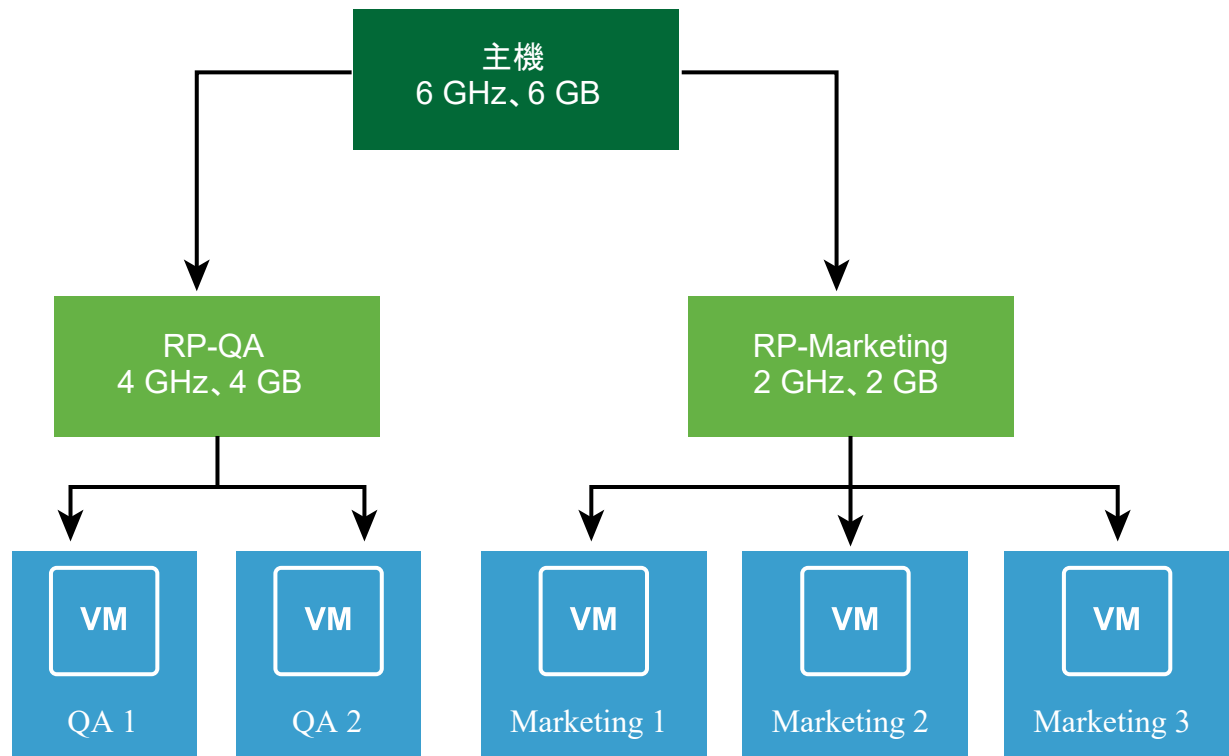 主機
6 GHz、6 GB
RP-QA
4 GHz、4 GB
RP-Marketing
2 GHz、2 GB
VM
VM
VM
VM
VM
QA 1
QA 2
Marketing 1
Marketing 2
Marketing 3